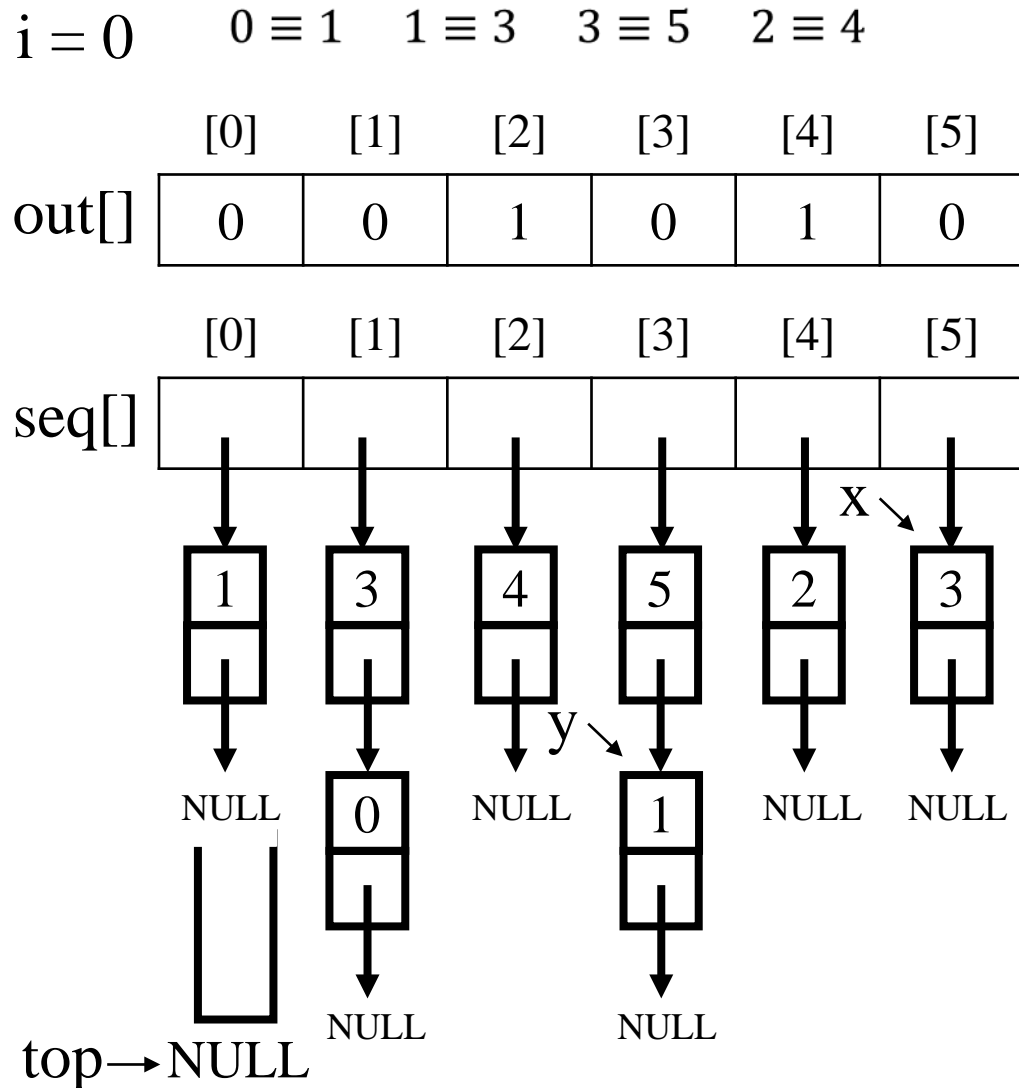 i = 0 0 ≡ 1 1 ≡ 3 3 ≡ 5 2 ≡ 4
[0] [1] [2] [3] [4] [5]
out[] 0 0 1 0 1 0
[0] [1] [2] [3] [4] [5]
seq[]
x
1 3 4 5 2 3
y
NULL 0 NULL 1 NULL NULL
NULL NULL
top→NULL